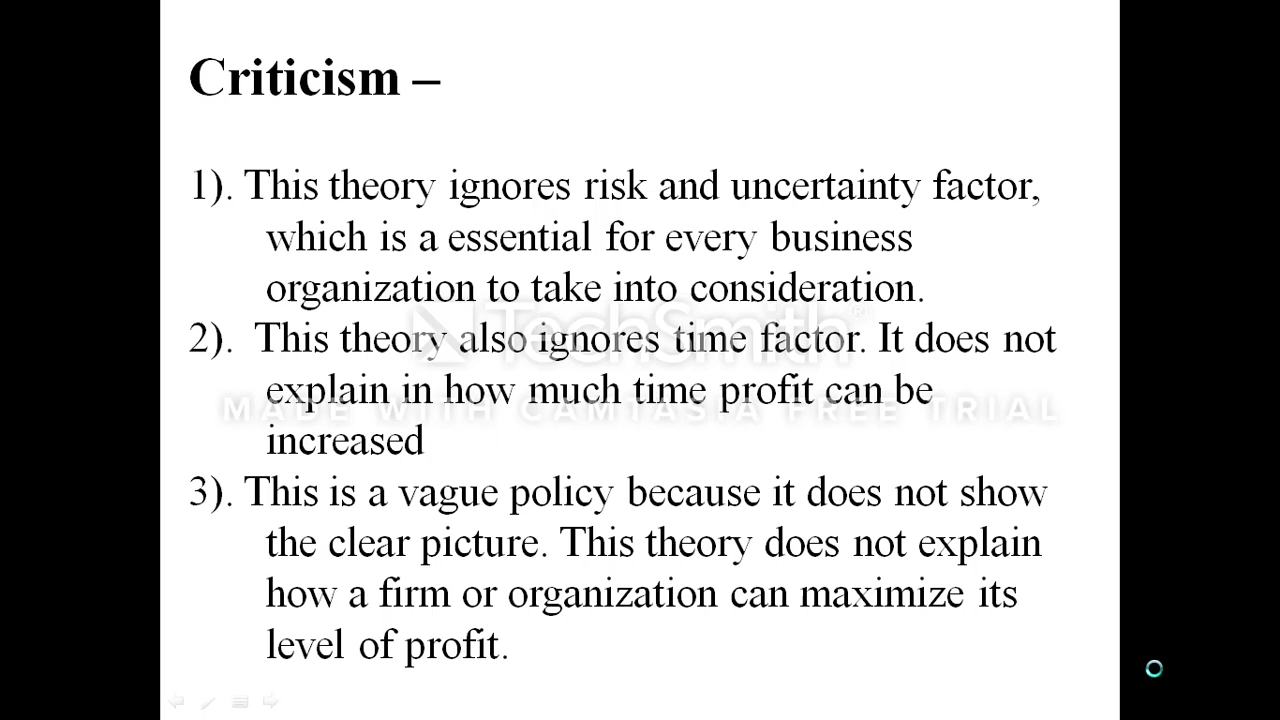 Criticism –
1). This theory ignores risk and uncertainty factor,
which is a essential for every business
organization to take into consideration.
2). This theory also ignores time factor. It does not
explain in how much time profit can be
increased
3). This is a vague policy because it does not show
the clear picture. This theory does not explain
how a firm or organization can maximize its
level of profit.
TechSmith®
MADE WITH CAMTASIA FREE TRIAL